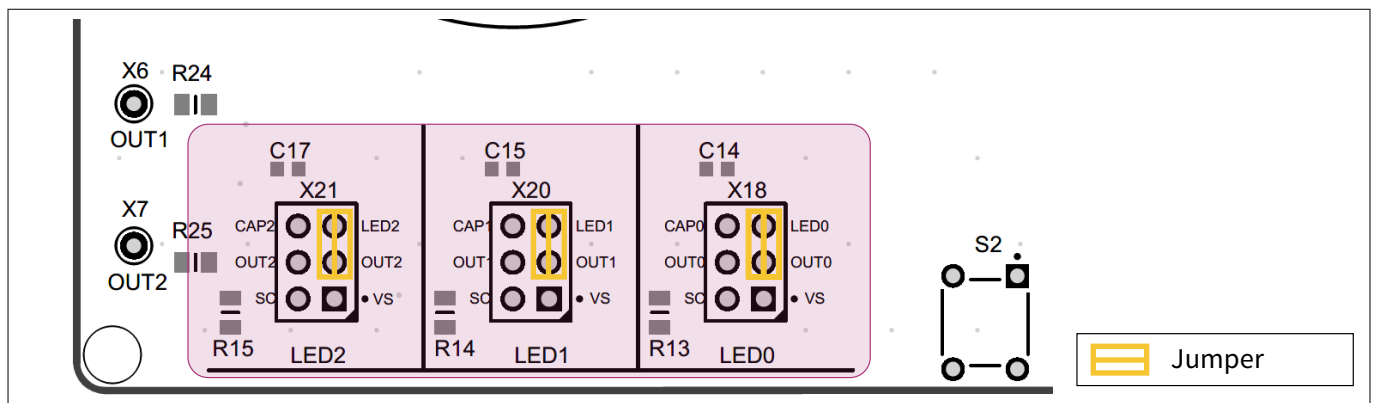 X6 R24
OUT1
X7
R25
OUT2
C17 C15 C14
X21 X20 X18
CAP2 LED2 CAP1 LED1 CAP0 LED0
OUT2 OUT2 OUT1 OUT1 OUT0 OUT0
SC VS SC VS SC VS
R15 LED2 R14 LED1 R13 LED0
S2
Jumper